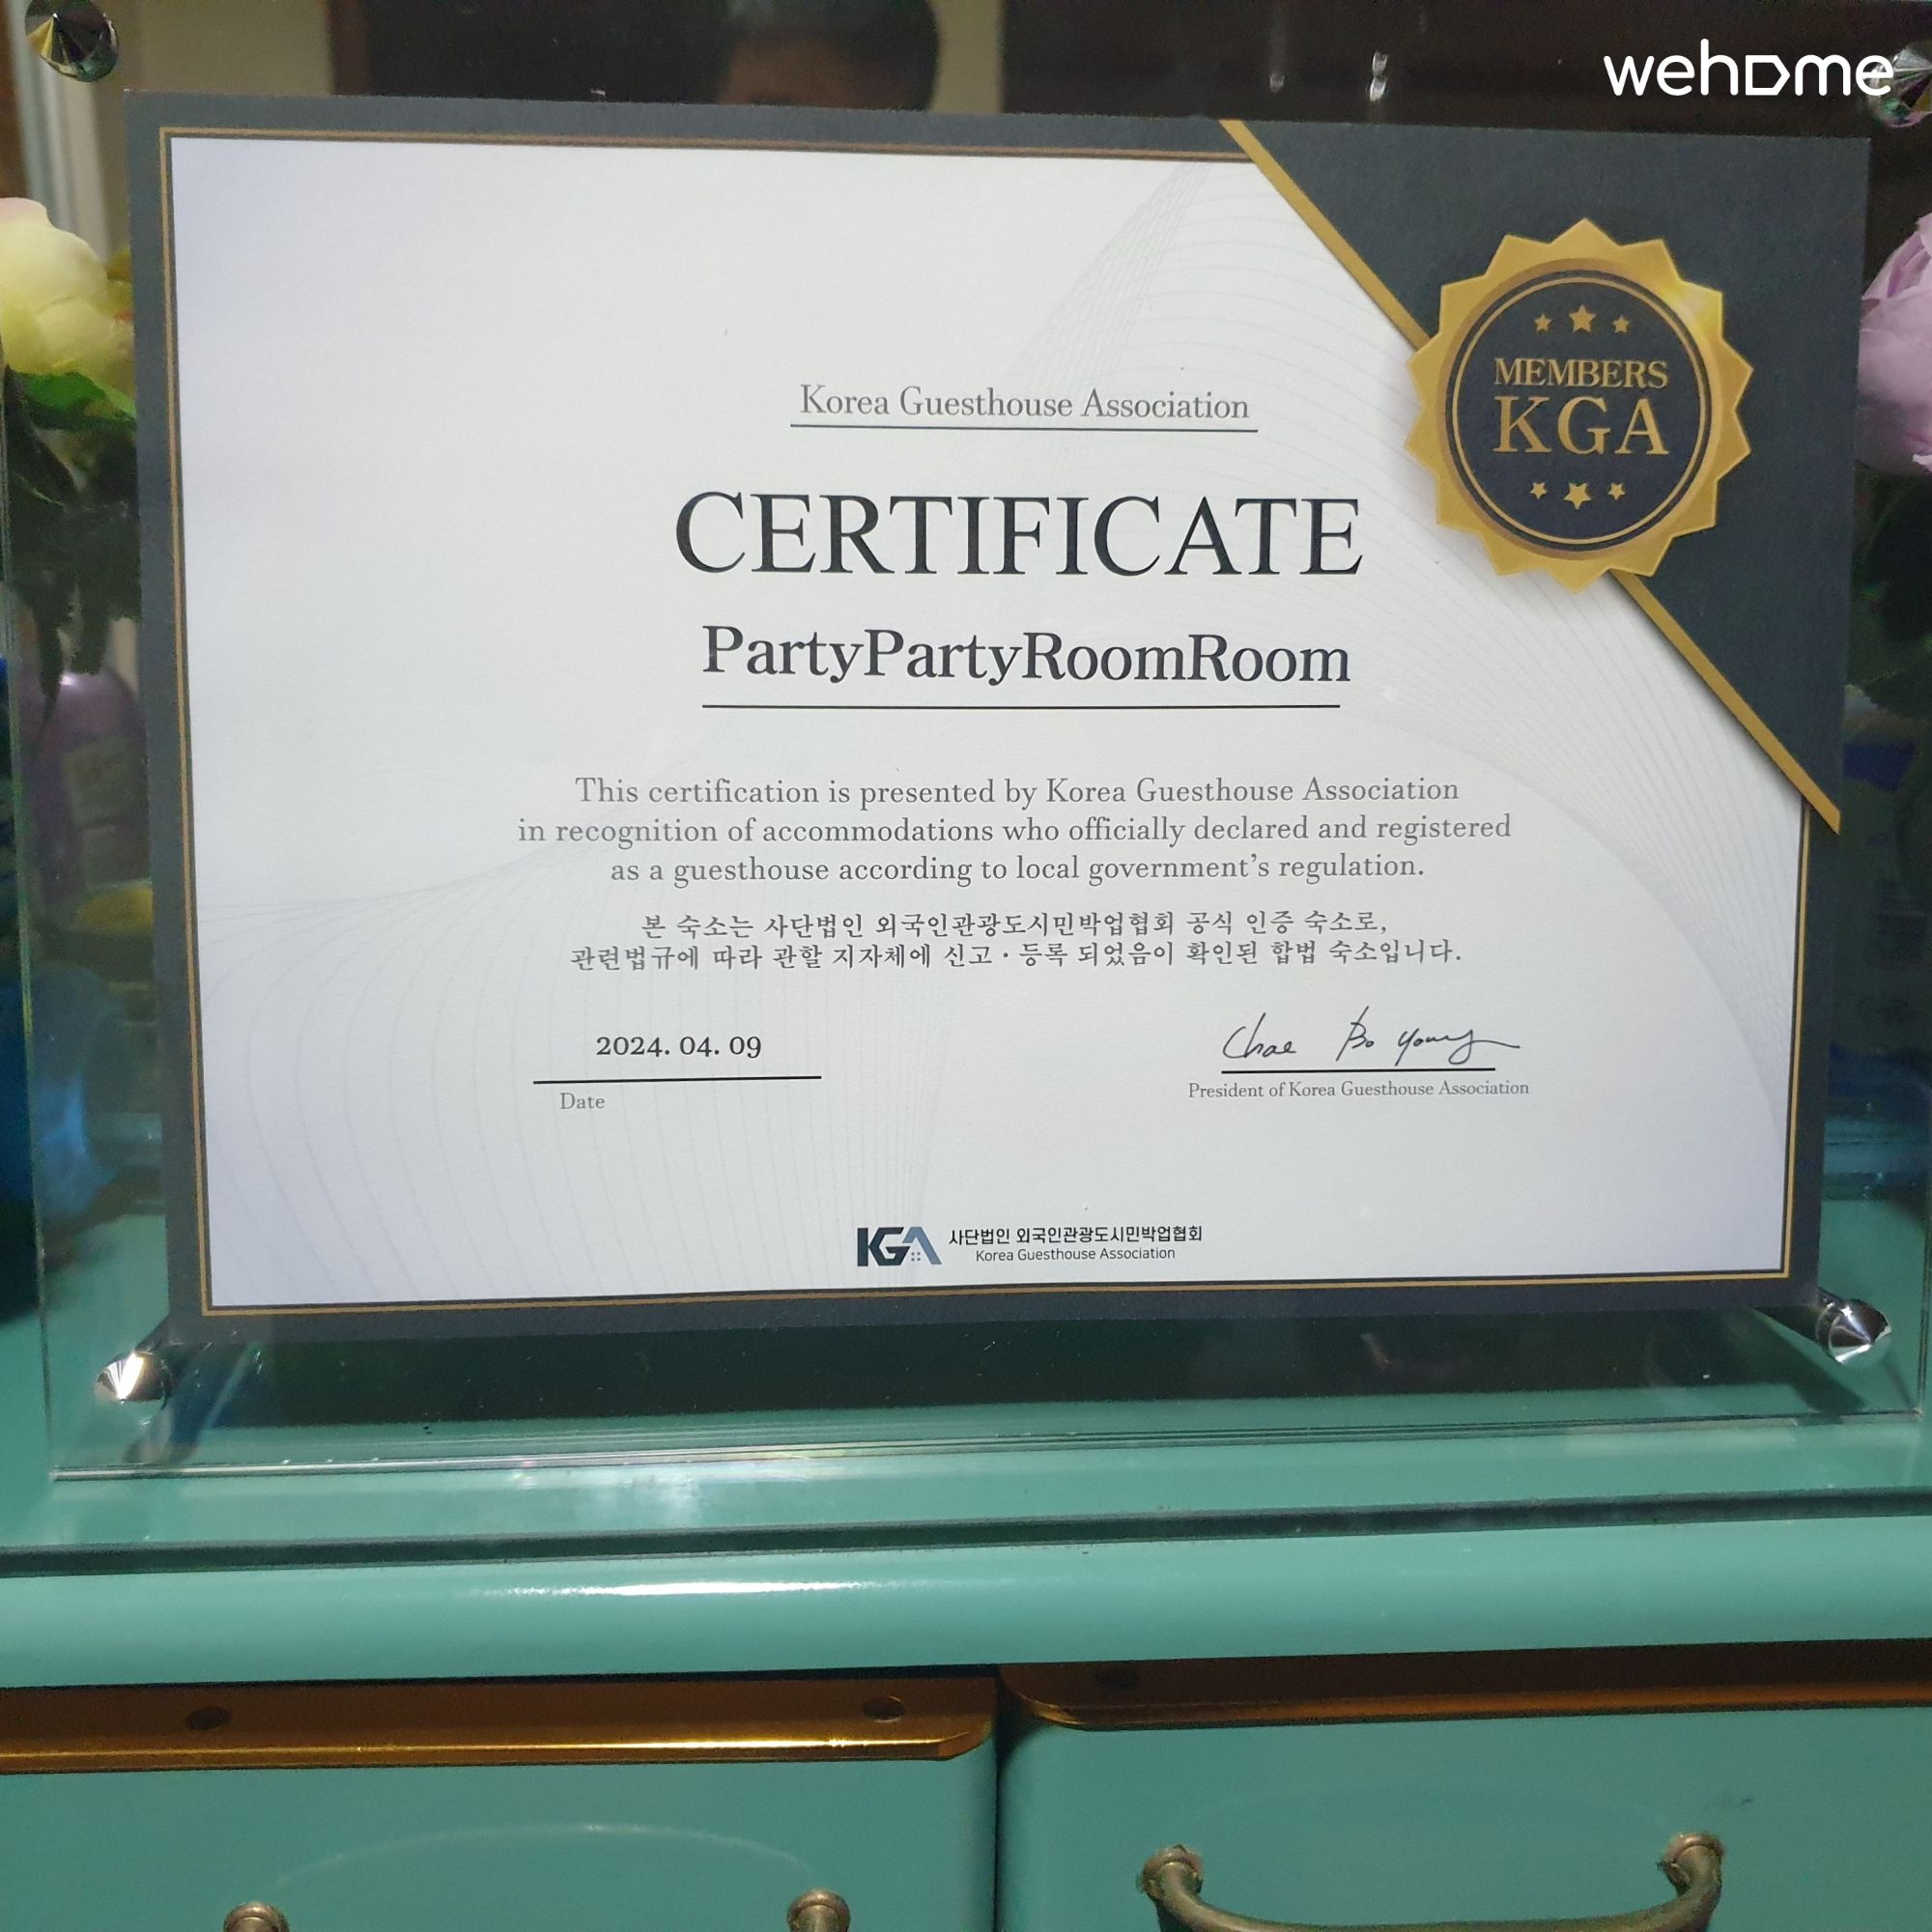 wehome
Korea Guesthouse Association
MEMBERS
KGA
CERTIFICATE
PartyPartyRoomRoom
This certification is presented by Korea Guesthouse Association
in recognition of accommodations who officially declared and registered
as a guesthouse according to local government's regulation.
본 숙소는 사단법인 외국인관광도시민박업협회 공식 인증 숙소로,
관련법규에 따라 관할 지자체에 신고·등록 되었음이 확인된 합법 숙소입니다.
2024. 04. 09
Date
Chae Bo Young
President of Korea Guesthouse Association
KGA 사단법인 외국인관광도시민박업협회
Korea Guesthouse Association